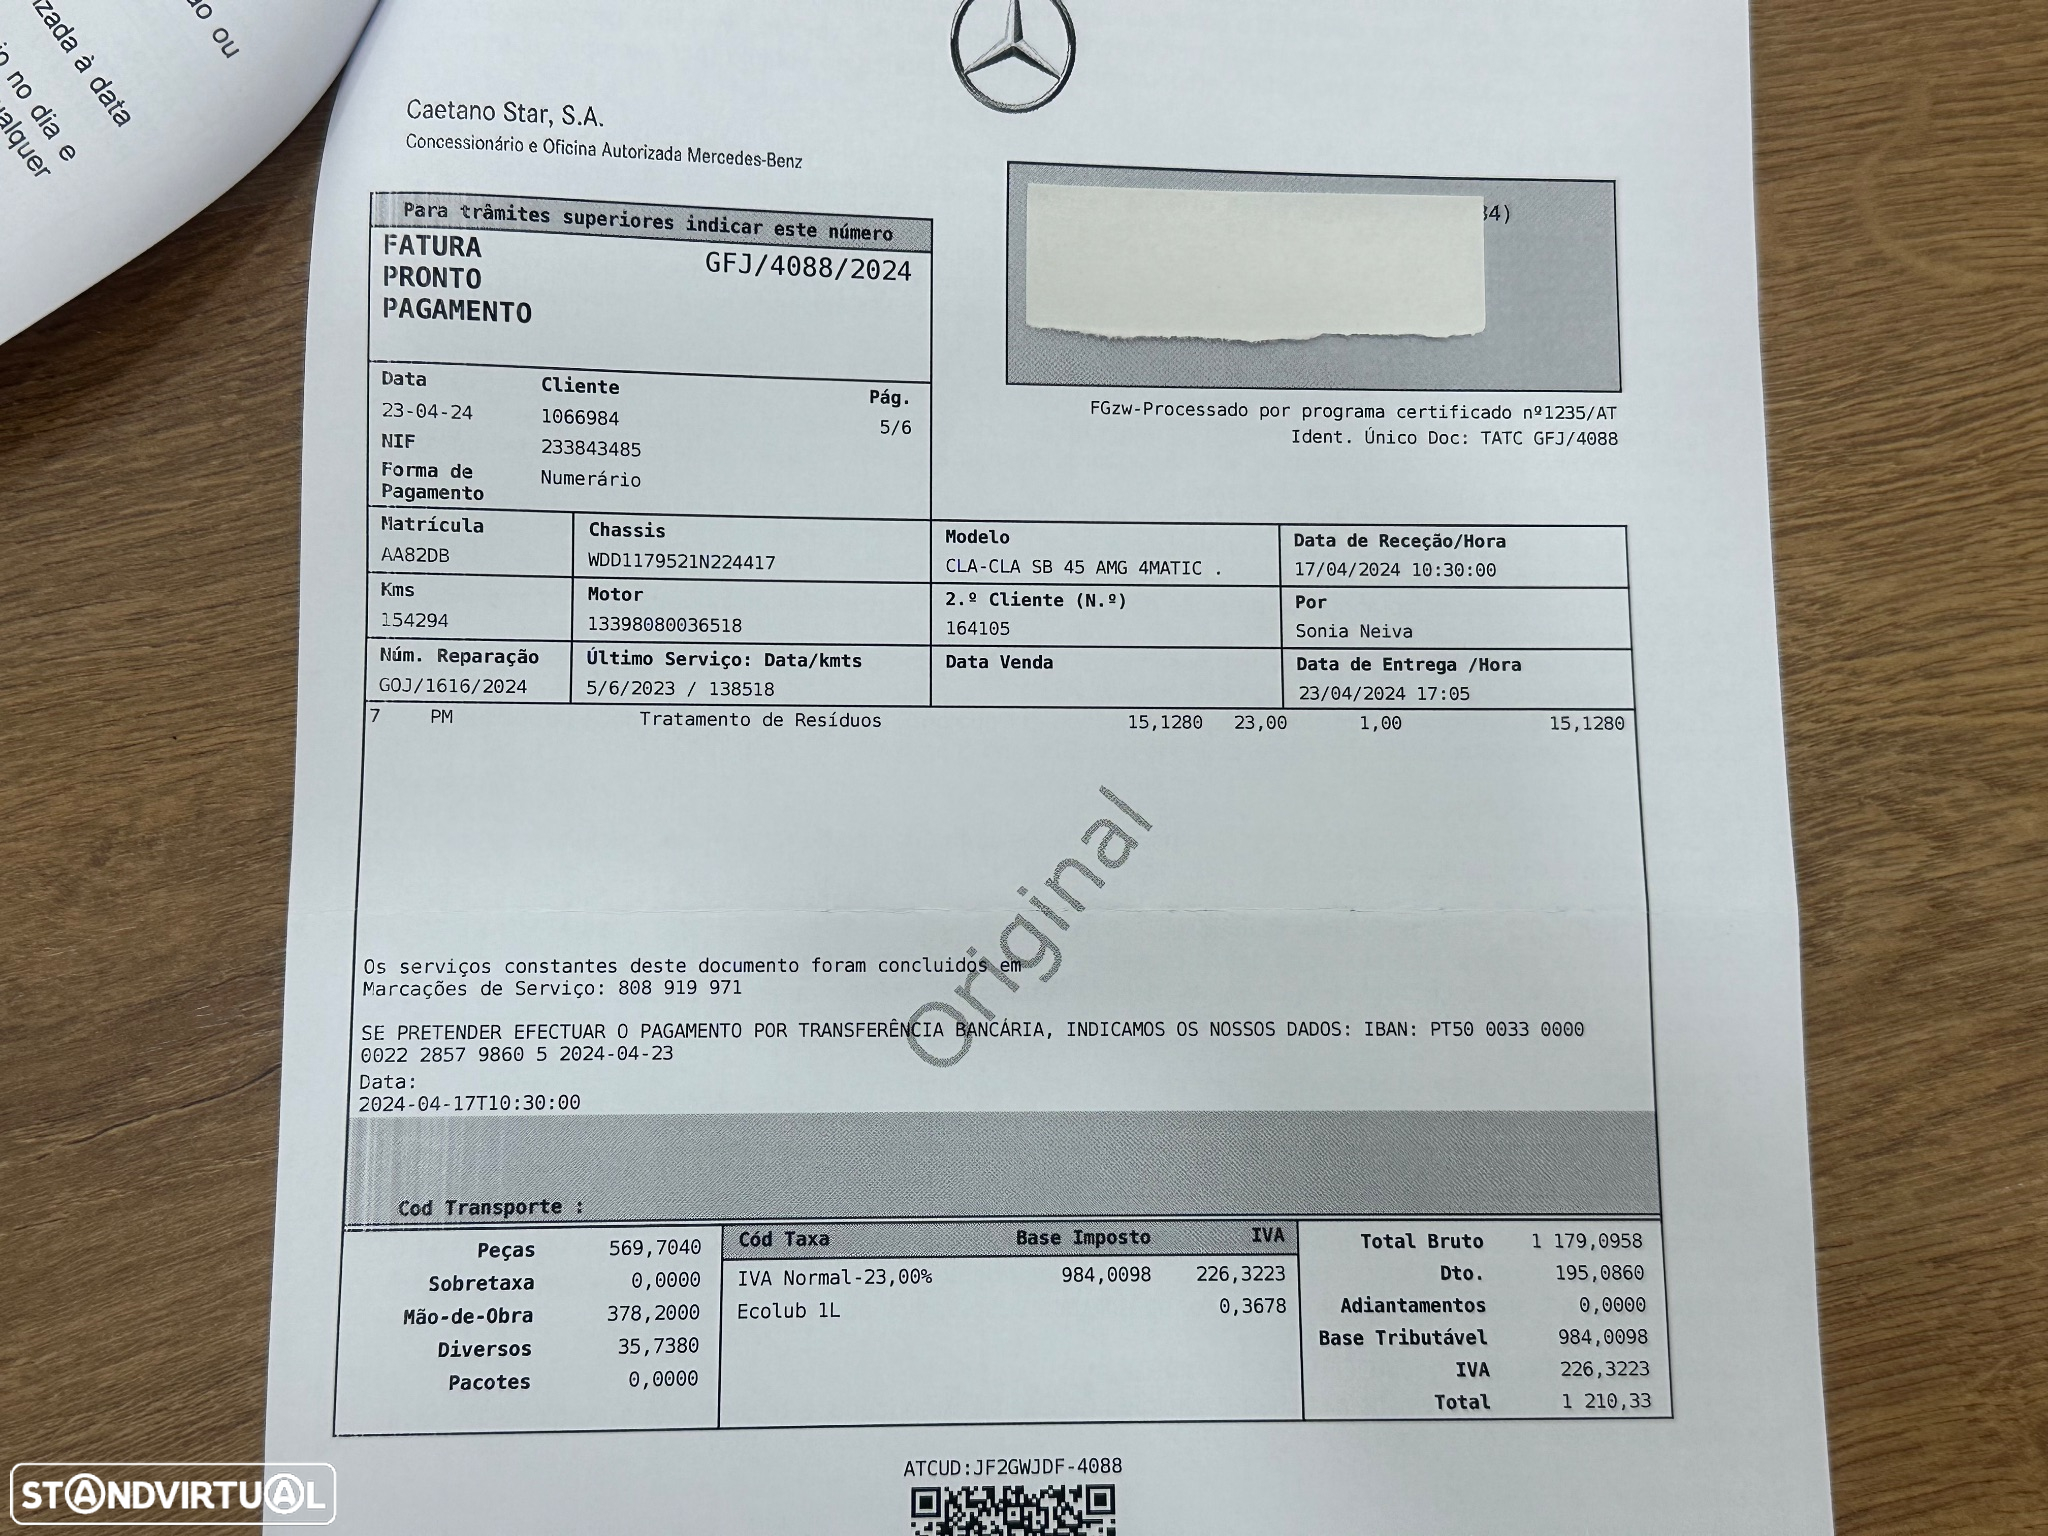 ão ou
izada à data
o no dia e
ualquer
Caetano Star, S.A.
Concessionário e Oficina Autorizada Mercedes-Benz
Para trâmites superiores indicar este número
FATURA
PRONTO
PAGAMENTO
GFJ/4088/2024
34)
Data
Cliente
Pág.
23-04-24
1066984
5/6
NIF
233843485
Forma de
Pagamento
Numerário
FGzw-Processado por programa certificado nº1235/AT
Ident. Único Doc: TATC GFJ/4088
Matrícula
Chassis
Modelo
Data de Receção/Hora
AA82DB
WDD1179521N224417
CLA-CLA SB 45 AMG 4MATIC .
17/04/2024 10:30:00
Kms
Motor
2.º Cliente (N.º)
Por
154294
13398080036518
164105
Sonia Neiva
Núm. Reparação
Último Serviço: Data/kmts
Data Venda
Data de Entrega /Hora
GOJ/1616/2024
5/6/2023 / 138518
23/04/2024 17:05
7 PM Tratamento de Resíduos 15,1280 23,00 1,00 15,1280
Original
Os serviços constantes deste documento foram concluidos em
Marcações de Serviço: 808 919 971
SE PRETENDER EFECTUAR O PAGAMENTO POR TRANSFERÊNCIA BANCÁRIA, INDICAMOS OS NOSSOS DADOS: IBAN: PT50 0033 0000
0022 2857 9860 5 2024-04-23
Data:
2024-04-17T10:30:00
Cod Transporte :
Peças 569,7040
Sobretaxa 0,0000
Mão-de-Obra 378,2000
Diversos 35,7380
Pacotes 0,0000
Cód Taxa Base Imposto IVA
IVA Normal-23,00% 984,0098 226,3223
Ecolub 1L 0,3678
Total Bruto 1 179,0958
Dto. 195,0860
Adiantamentos 0,0000
Base Tributável 984,0098
IVA 226,3223
Total 1 210,33
ATCUD:JF2GWJDF-4088
STANDVIRTUAL